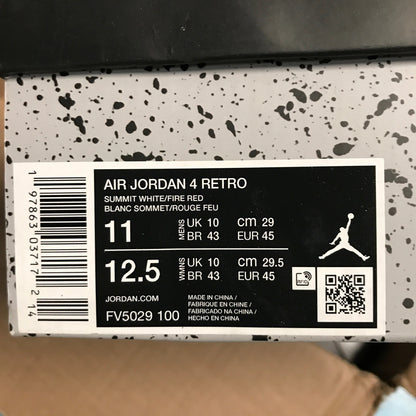 AIR JORDAN 4 RETRO
SUMMIT WHITE/FIRE RED
BLANC SOMMET/ROUGE FEU
11 MENS UK 10 CM 29
BR 43 EUR 45
12.5 WMNS UK 10 CM 29.5
BR 43 EUR 45
JORDAN.COM
FV5029 100
MADE IN CHINA /
FABRIQUE EN CHINE /
FABRICADO NA CHINA /
HECHO EN CHINA
RFID
1 97863 03717 2 14